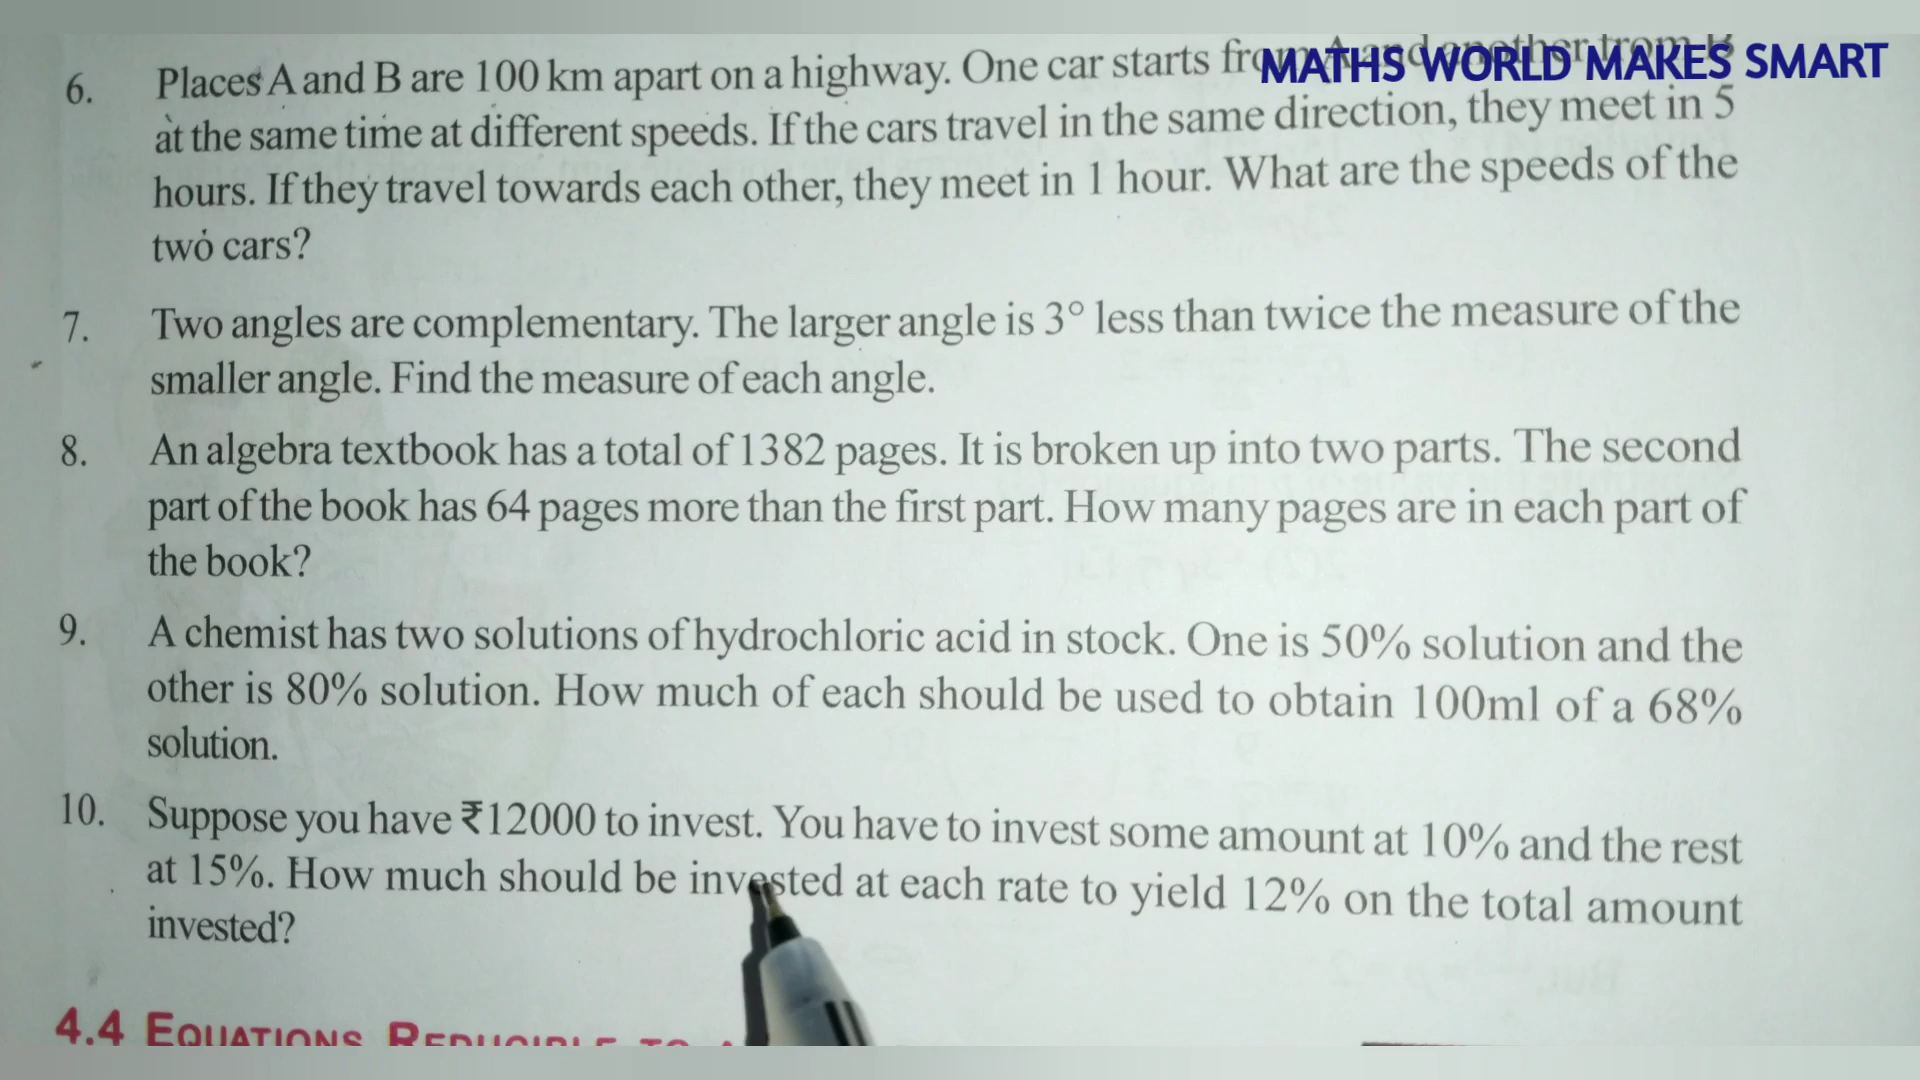 MATHS WORLD MAKES SMART
6. Places A and B are 100 km apart on a highway. One car starts from A and another from B
at the same time at different speeds. If the cars travel in the same direction, they meet in 5
hours. If they travel towards each other, they meet in 1 hour. What are the speeds of the
two cars?
7. Two angles are complementary. The larger angle is 3° less than twice the measure of the
smaller angle. Find the measure of each angle.
8. An algebra textbook has a total of 1382 pages. It is broken up into two parts. The second
part of the book has 64 pages more than the first part. How many pages are in each part of
the book?
9. A chemist has two solutions of hydrochloric acid in stock. One is 50% solution and the
other is 80% solution. How much of each should be used to obtain 100ml of a 68%
solution.
10. Suppose you have ₹12000 to invest. You have to invest some amount at 10% and the rest
at 15%. How much should be invested at each rate to yield 12% on the total amount
invested?
4.4 EQUATIONS REDUCIBLE TO